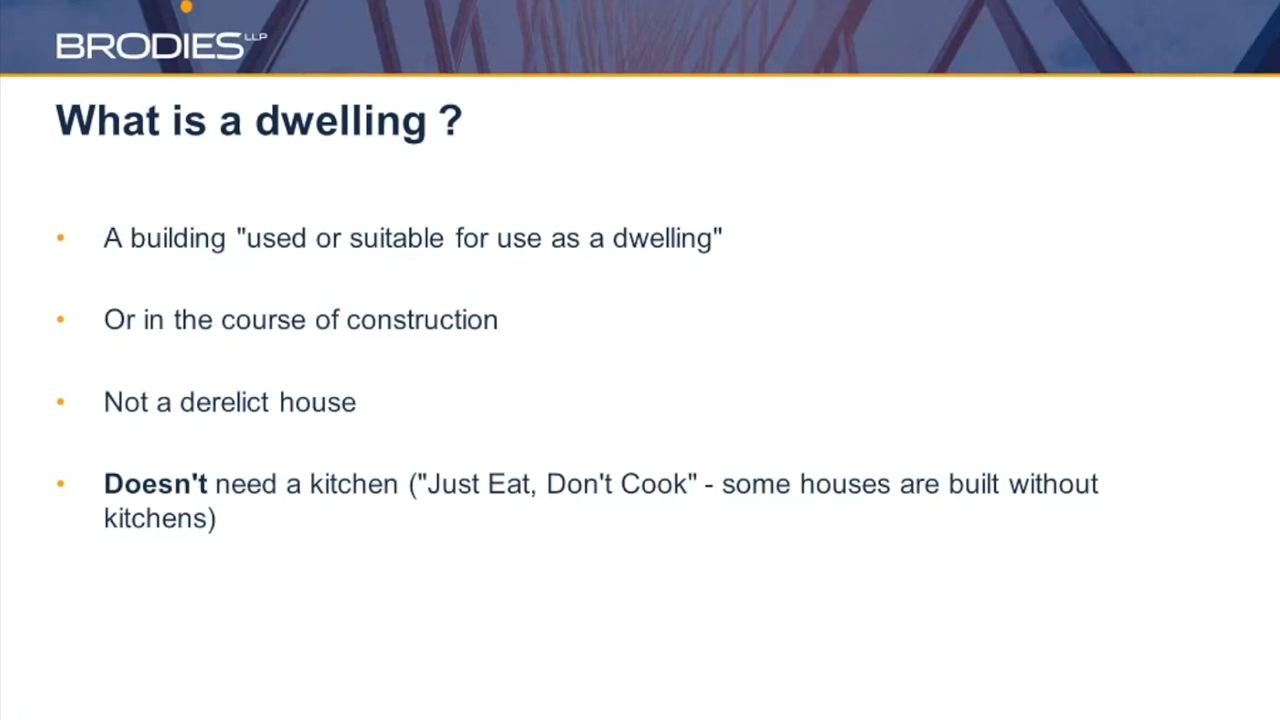 BRODIES LLP
What is a dwelling ?
• A building "used or suitable for use as a dwelling"
• Or in the course of construction
• Not a derelict house
• Doesn't need a kitchen ("Just Eat, Don't Cook" - some houses are built without
kitchens)